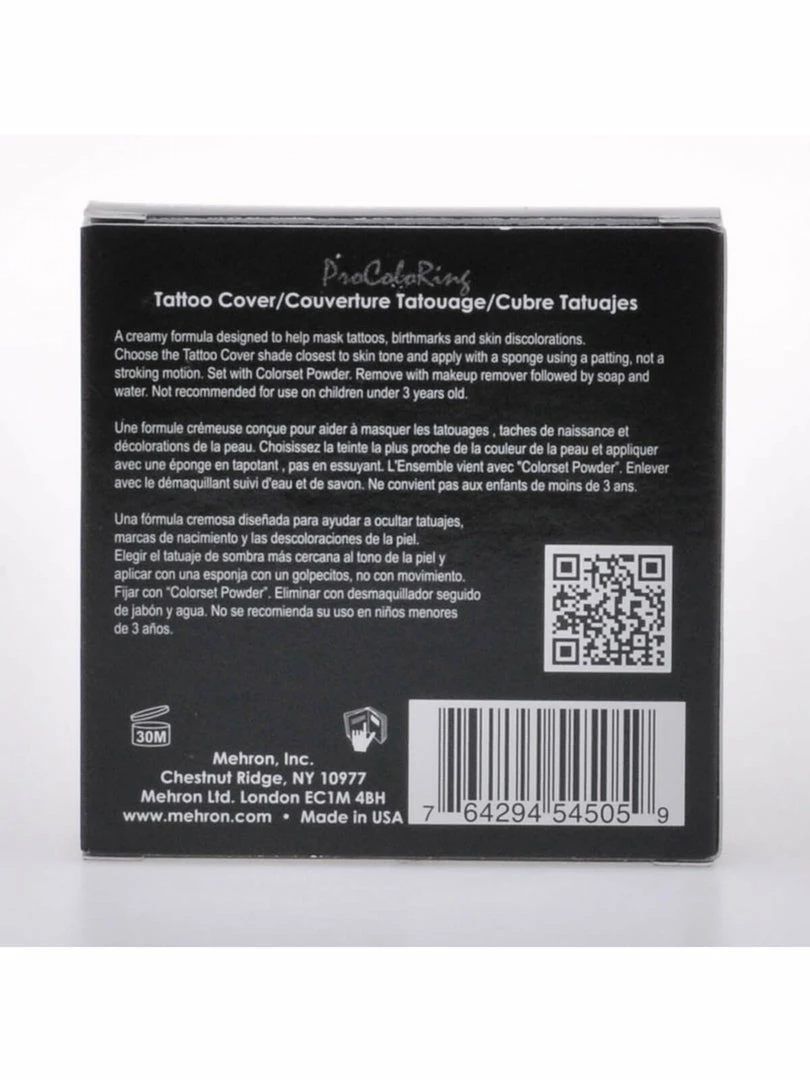 ProColoRing
Tattoo Cover/Couverture Tatouage/Cubre Tatuajes
A creamy formula designed to help mask tattoos, birthmarks and skin discolorations.
Choose the Tattoo Cover shade closest to skin tone and apply with a sponge using a patting, not a
stroking motion. Set with Colorset Powder. Remove with makeup remover followed by soap and
water. Not recommended for use on children under 3 years old.
Une formule crémeuse conçue pour aider à masquer les tatouages , taches de naissance et
décolorations de la peau. Choisissez la teinte la plus proche de la couleur de la peau et appliquer
avec une éponge en tapotant , pas en essuyant. L'Ensemble vient avec "Colorset Powder". Enlever
avec le démaquillant suivi d'eau et de savon. Ne convient pas aux enfants de moins de 3 ans.
Una fórmula cremosa diseñada para ayudar a ocultar tatuajes,
marcas de nacimiento y las descoloraciones de la piel.
Elegir el tatuaje de sombra más cercana al tono de la piel y
aplicar con una esponja con un golpecitos, no con movimiento.
Fijar con "Colorset Powder". Eliminar con desmaquillador seguido
de jabón y agua. No se recomienda su uso en niños menores
de 3 años.
30M
Mehron, Inc.
Chestnut Ridge, NY 10977
Mehron Ltd. London EC1M 4BH
www.mehron.com • Made in USA
7 64294 54505 9